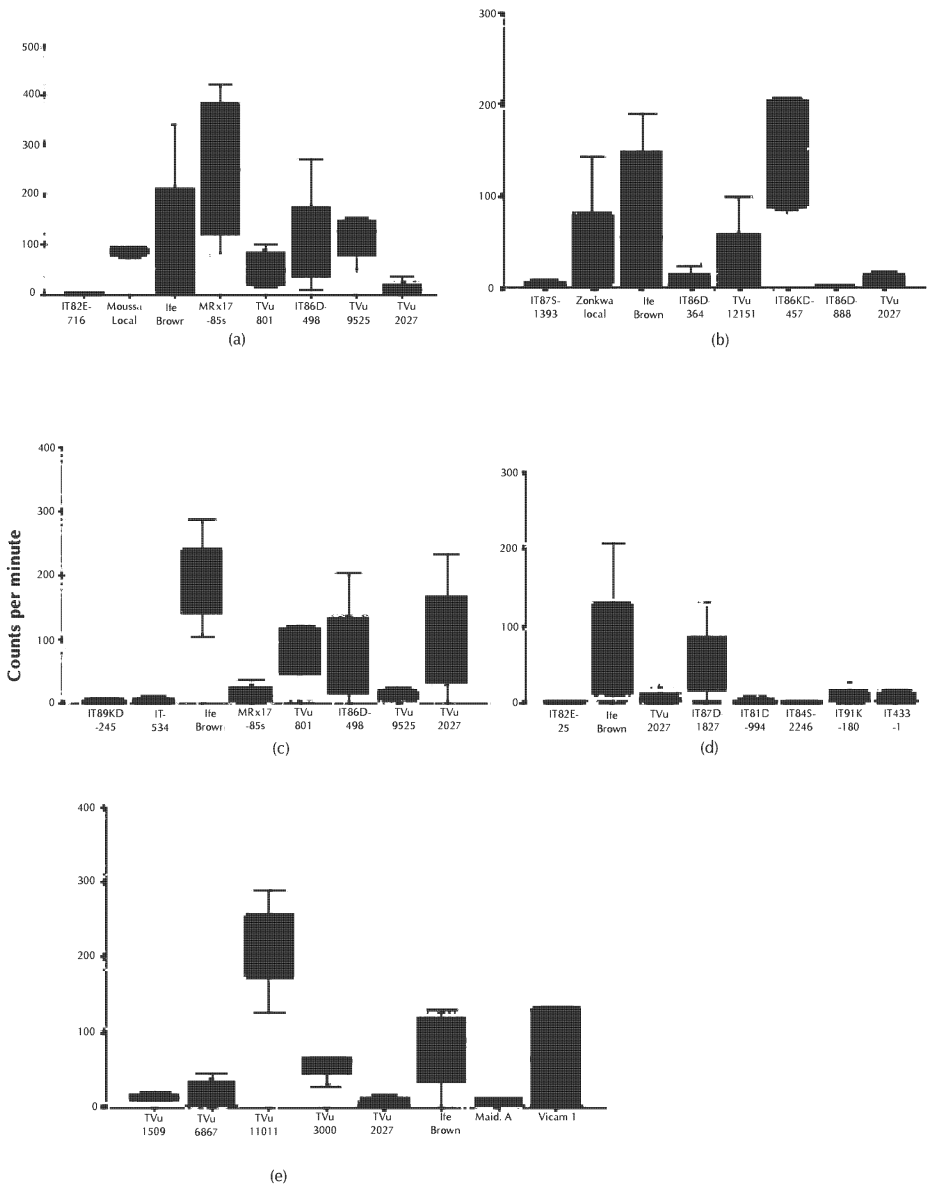 500
400
300
200
100
0
IT82E- Moussa Ife MRx17 TVu IT86D- TVu TVu
716 Local Browr -85s 801 498 9525 2027
(a)
300
200
100
0
IT87S- Zonkwa Ife IT86D- TVu IT86KD- IT86D- TVu
1393 local Brown 364 12151 457 888 2027
(b)
Counts per minute
400
300
200
100
0
IT89KD IT- Ife MRx17 TVu IT86D- TVu TVu
-245 534 Brown -85s 801 498 9525 2027
(c)
300
200
100
0
IT82E- Ife TVu IT87D IT81D IT84S- IT91K IT433
25 Brown 2027 1827 -994 2246 -180 -1
(d)
400
300
200
100
0
TVu TVu TVu TVu TVu Ife Maid. A Vicam 1
1509 6867 11011 3000 2027 Brown
(e)